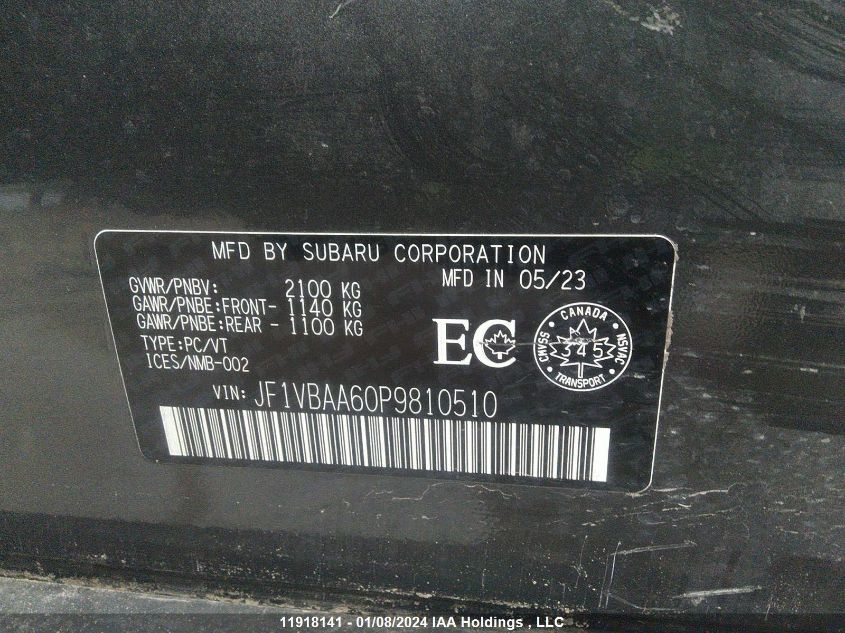 MFD BY SUBARU CORPORATION
GVWR/PNBV: 2100 KG MFD IN 05/23
GAWR/PNBE:FRONT- 1140 KG
GAWR/PNBE:REAR - 1100 KG
TYPE:PC/VT
ICES/NMB-002
EC
CANADA
SSVAC
345
NSVAC
TRANSPORT
VIN: JF1VBAA60P9810510
11918141 - 01/08/2024 IAA Holdings , LLC